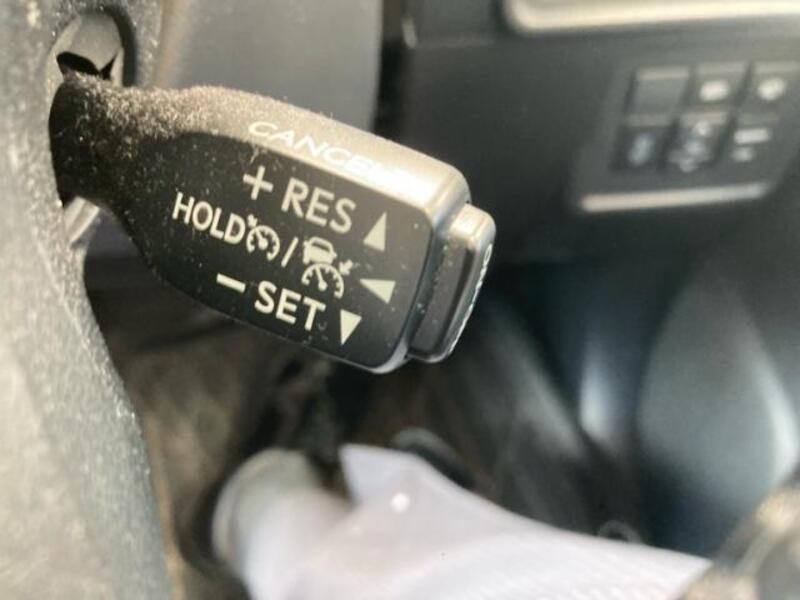 CANCEL
+ RES
HOLD /
- SET